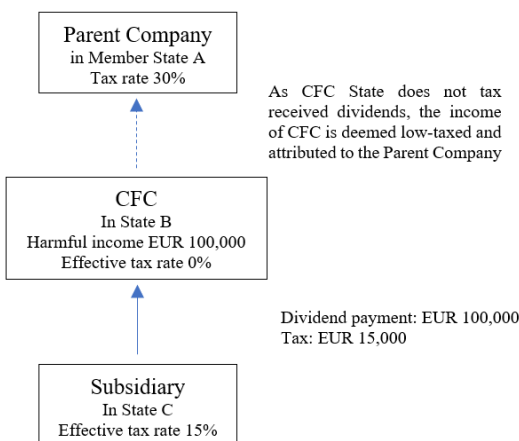 Parent Company
in Member State A
Tax rate 30%
As CFC State does not tax
received dividends, the income
of CFC is deemed low-taxed and
attributed to the Parent Company
CFC
In State B
Harmful income EUR 100,000
Effective tax rate 0%
Dividend payment: EUR 100,000
Tax: EUR 15,000
Subsidiary
In State C
Effective tax rate 15%